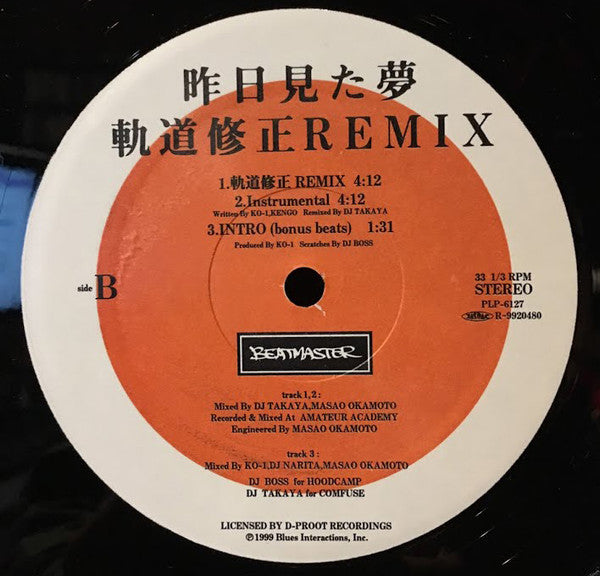 昨日見た夢
軌道修正REMIX
1.軌道修正 REMIX 4:12
2.Instrumental 4:12
Written By KO-1,KENGO Remixed By DJ TAKAYA
3.INTRO (bonus beats) 1:31
Produced By KO-1 Scratches By DJ BOSS
side B
33 1/3 RPM
STEREO
PLP-6127
R-9920480
BEATMASTER
track 1,2 :
Mixed By DJ TAKAYA,MASAO OKAMOTO
Recorded & Mixed At AMATEUR ACADEMY
Engineered By MASAO OKAMOTO
track 3 :
Mixed By KO-1,DJ NARITA,MASAO OKAMOTO
DJ BOSS for HOODCAMP
DJ TAKAYA for COMFUSE
LICENSED BY D-PROOT RECORDINGS
Ⓟ1999 Blues Interactions, Inc.